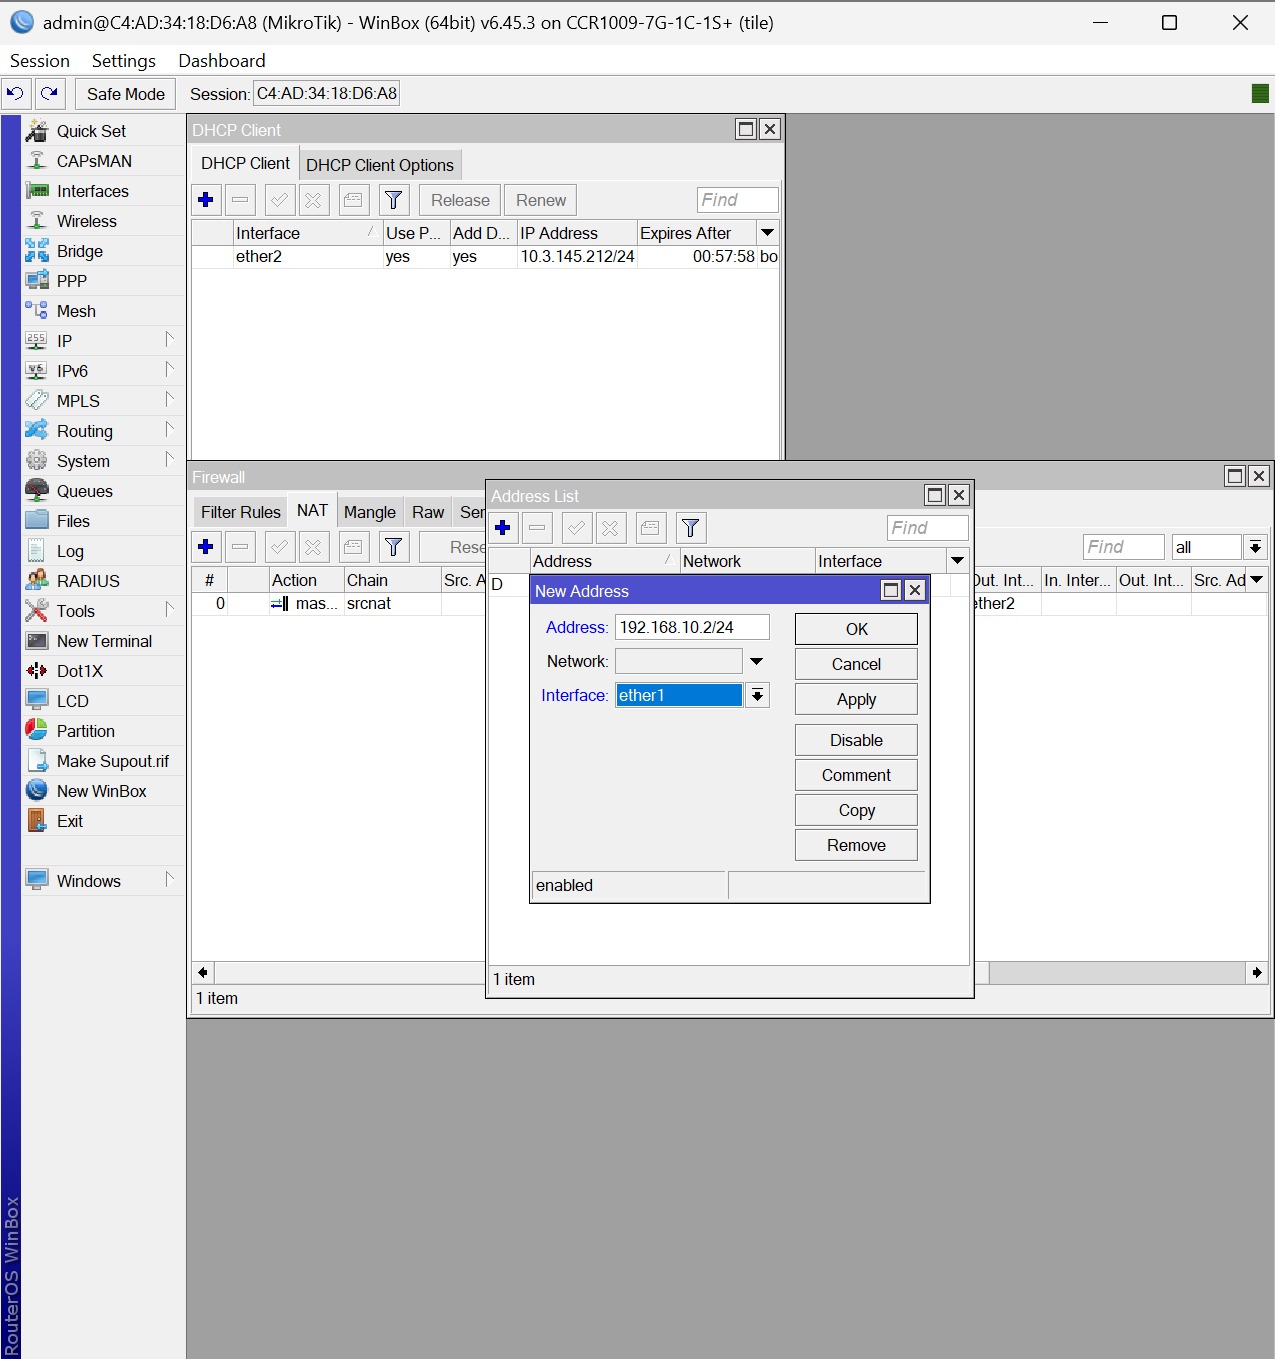 admin@C4:AD:34:18:D6:A8 (MikroTik) - WinBox (64bit) v6.45.3 on CCR1009-7G-1C-1S+ (tile)
Session Settings Dashboard
Safe Mode Session: C4:AD:34:18:D6:A8
Quick Set
CAPsMAN
Interfaces
Wireless
Bridge
PPP
Mesh
IP
IPv6
MPLS
Routing
System
Queues
Files
Log
RADIUS
Tools
New Terminal
Dot1X
LCD
Partition
Make Supout.rif
New WinBox
Exit
Windows
RouterOS WinBox
DHCP Client
DHCP Client DHCP Client Options
Release Renew Find
Interface Use P... Add D... IP Address Expires After
ether2 yes yes 10.3.145.212/24 00:57:58 bo
Firewall
Filter Rules NAT Mangle Raw Ser
Rese Find all
# Action Chain Src. A Out. Int... In. Inter... Out. Int... Src. Ad
0 mas... srcnat ether2
1 item
Address List
Find
Address Network Interface
D
1 item
New Address
Address: 192.168.10.2/24
Network:
Interface: ether1
OK
Cancel
Apply
Disable
Comment
Copy
Remove
enabled